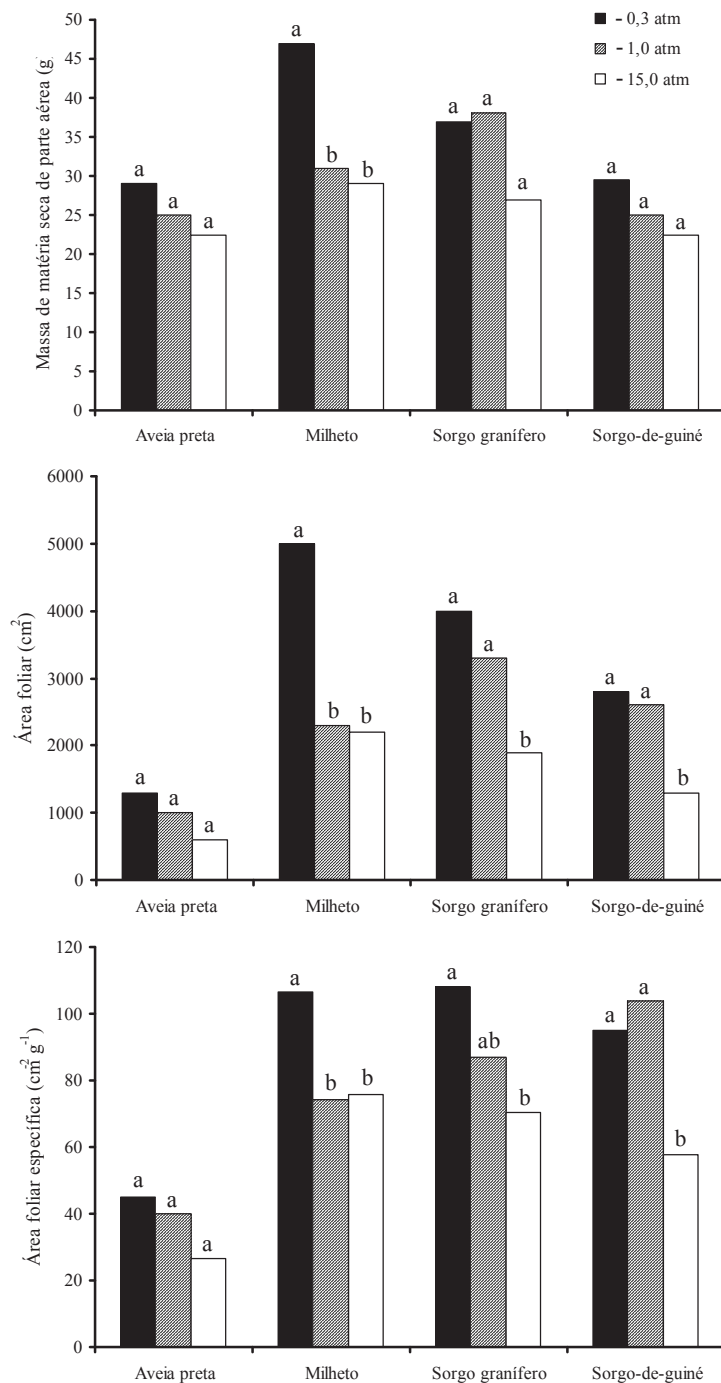 Massa de matéria seca de parte aérea (g
50
45
40
35
30
25
20
15
10
5
0
- 0,3 atm
- 1,0 atm
- 15,0 atm
a
a
a
a
b
b
a
a
a
a
a
a
Aveia preta
Milheto
Sorgo granífero
Sorgo-de-guiné
Área foliar (cm²)
6000
5000
4000
3000
2000
1000
0
a
a
a
a
b
b
a
a
b
a
a
b
Aveia preta
Milheto
Sorgo granífero
Sorgo-de-guiné
Área foliar específica (cm⁻² g⁻¹)
120
100
80
60
40
20
0
a
a
a
a
b
b
a
ab
b
a
a
b
Aveia preta
Milheto
Sorgo granífero
Sorgo-de-guiné